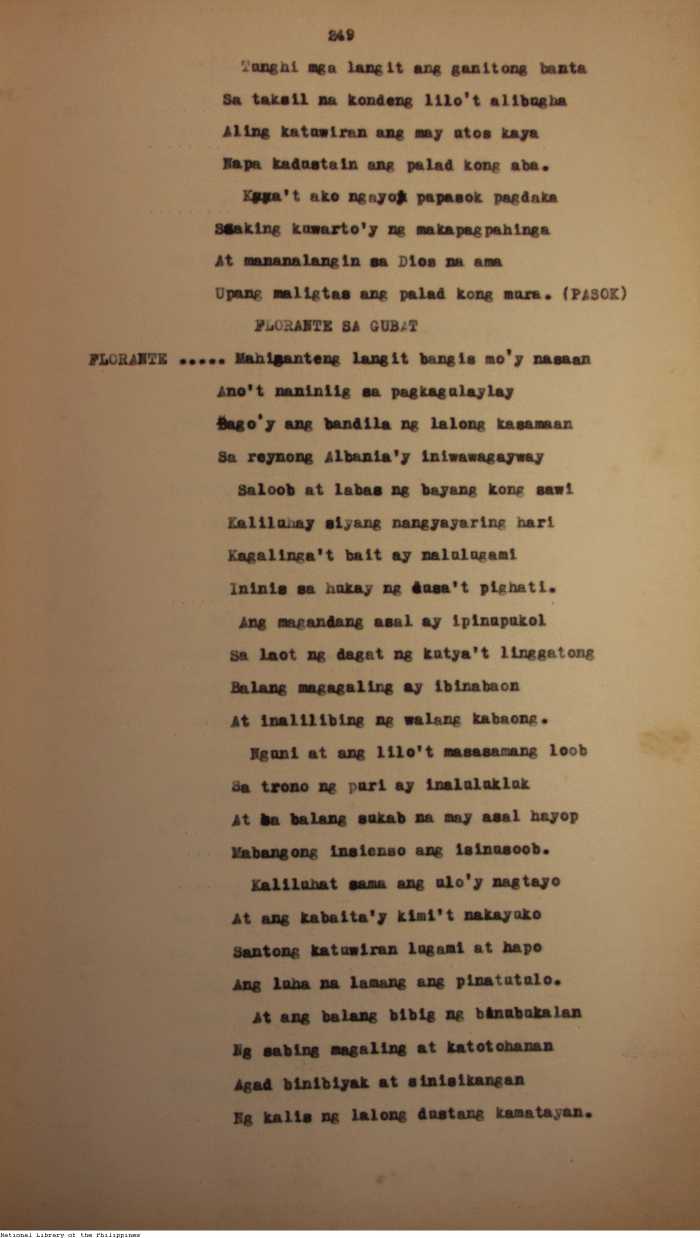 249
Tunghi mga langit ang ganitong banta
Sa taksil na kondeng lilo't alibugha
Aling katuwiran ang may utos kaya
Napa kadustain ang palad kong aba.
Kaya't ako ngayo'y papasok pagdaka
Saaking kuwarto'y ng makapagpahinga
At mananalangin sa Dios na ama
Upang maligtas ang palad kong mura. (PASOK)
FLORANTE SA GUBAT
FLORANTE ..... Mahiganteng langit bangis mo'y nasaan
Ano't naniniig sa pagkagulaylay
Bago'y ang bandila ng lalong kasamaan
Sa reynong Albania'y iniwawagayway
Saloob at labas ng bayang kong sawi
Kaliluhay siyang nangyayaring hari
Kagalinga't bait ay nalulugami
Ininis sa hukay ng dusa't pighati.
Ang magandang asal ay ipinupukol
Sa laot ng dagat ng kutya't linggatong
Balang magagaling ay ibinabaon
At inalilibing ng walang kabaong.
Nguni at ang lilo't masasamang loob
Sa trono ng puri ay inalulukluk
At sa balang sukab na may asal hayop
Mabangong insienso ang isinusoob.
Kaliluhat sama ang ulo'y nagtayo
At ang kabaita'y kimi't nakayuko
Santong katuwiran lugami at hapo
Ang luha na lamang ang pinatutulo.
At ang balang bibig ng binubukalan
Ng sabing magaling at katotohanan
Agad binibiyak at sinisikangan
Ng kalis ng lalong dustang kamatayan.
National Library of the Philippines